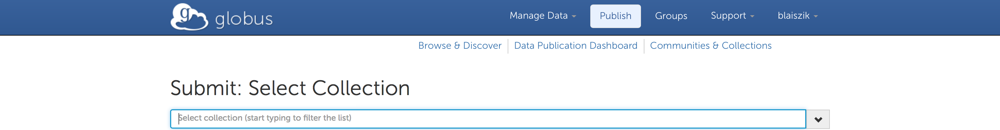 g globus Manage Data Publish Groups Support blaiszik
Browse & Discover Data Publication Dashboard Communities & Collections
Submit: Select Collection
Select collection (start typing to filter the list)